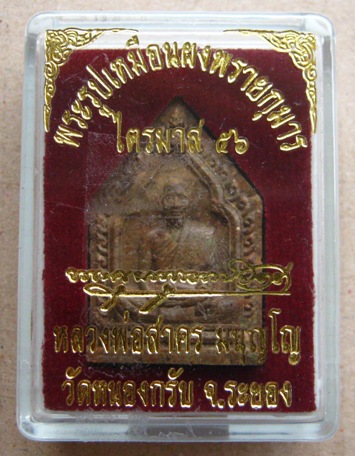 พระรูปเหมือนผงพรายกุมาร
ไตรมาส ๕๖
หลวงพ่อสาคร มนุญโญ
วัดหนองกรับ จ.ระยอง